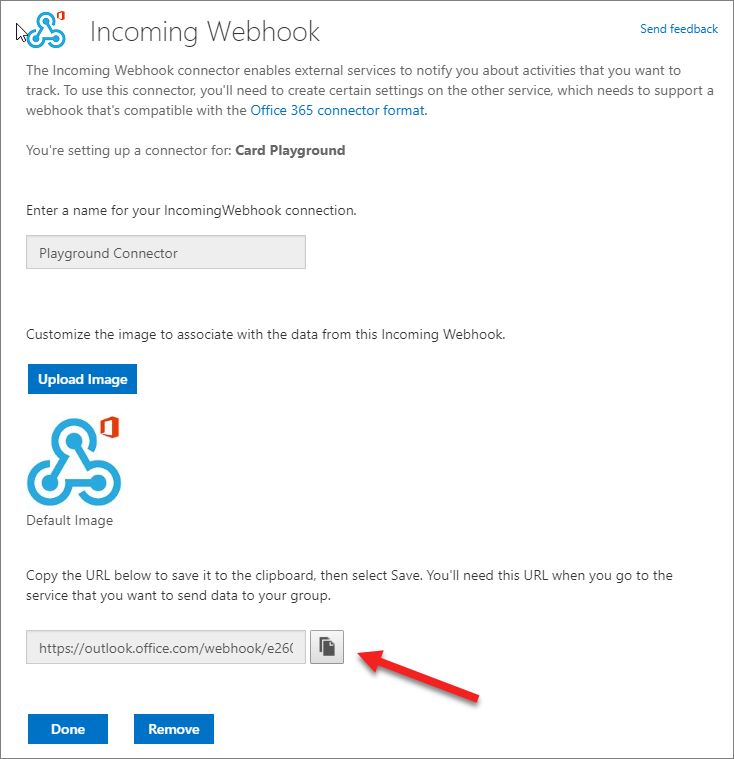 Incoming Webhook
Send feedback
The Incoming Webhook connector enables external services to notify you about activities that you want to
track. To use this connector, you'll need to create certain settings on the other service, which needs to support a
webhook that's compatible with the Office 365 connector format.
You're setting up a connector for: Card Playground
Enter a name for your IncomingWebhook connection.
Playground Connector
Customize the image to associate with the data from this Incoming Webhook.
Upload Image
Default Image
Copy the URL below to save it to the clipboard, then select Save. You'll need this URL when you go to the
service that you want to send data to your group.
https://outlook.office.com/webhook/e260
Done
Remove